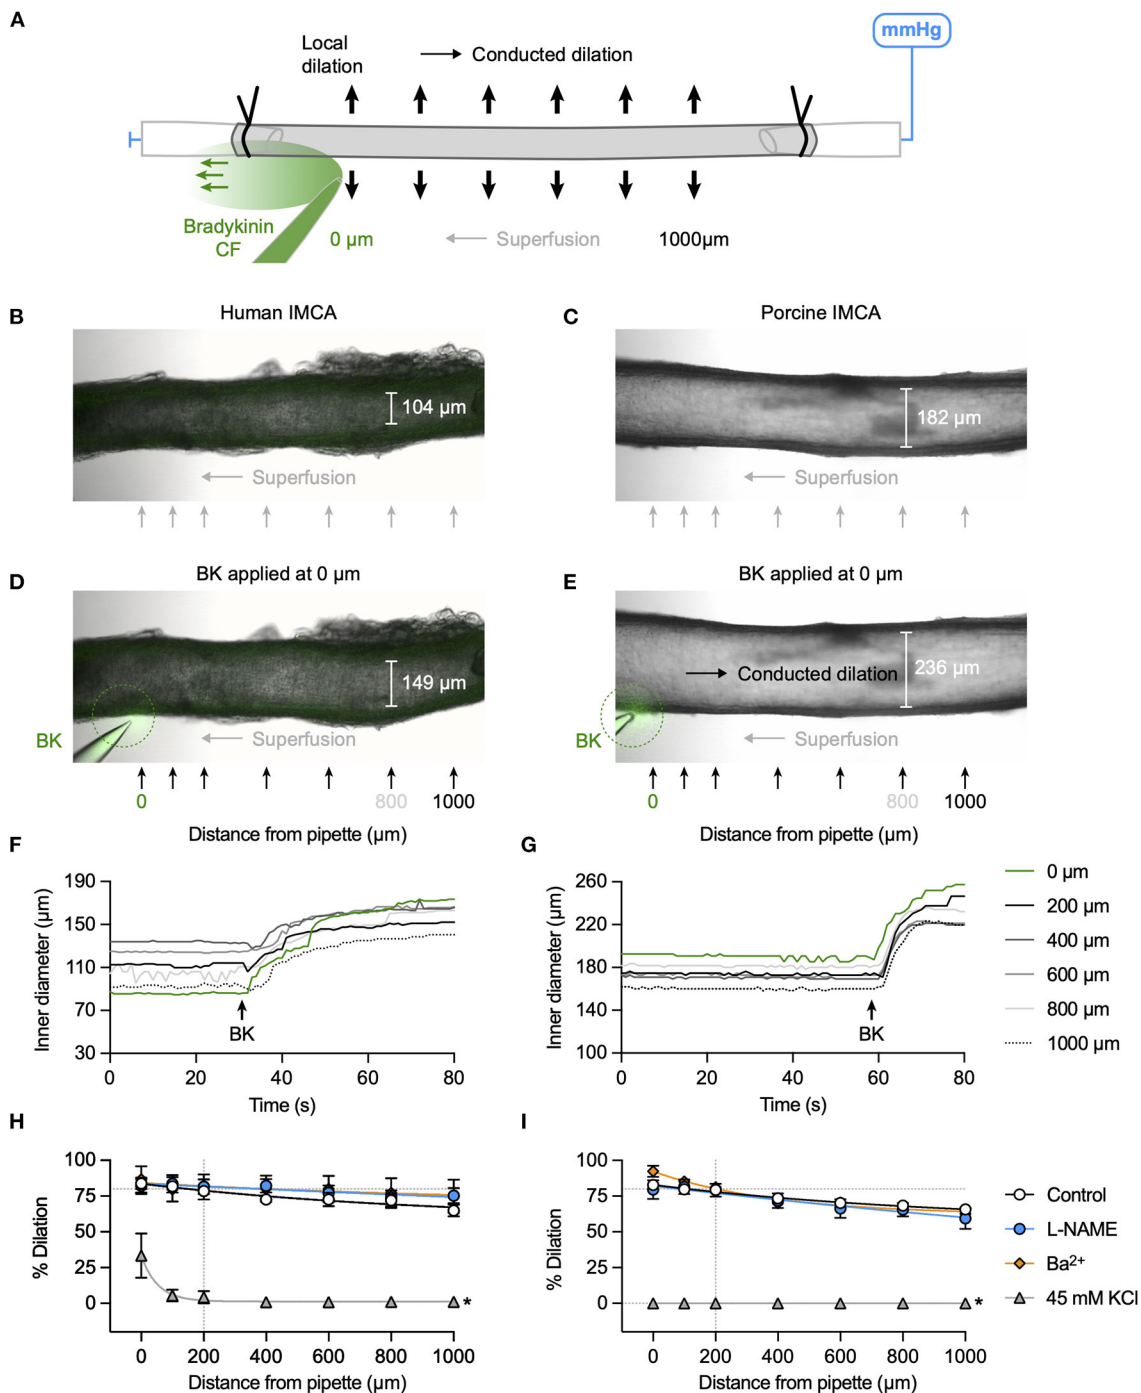 A
mmHg
Local
dilation
Conducted dilation
Bradykinin
CF
0 µm
Superfusion
1000µm
B
Human IMCA
104 µm
Superfusion
C
Porcine IMCA
182 µm
Superfusion
D
BK applied at 0 µm
149 µm
BK
Superfusion
0
800
1000
Distance from pipette (µm)
E
BK applied at 0 µm
Conducted dilation
236 µm
BK
Superfusion
0
800
1000
Distance from pipette (µm)
F
Inner diameter (µm)
190
150
110
70
30
BK
0
20
40
60
80
Time (s)
G
Inner diameter (µm)
260
220
180
140
100
BK
0
20
40
60
80
Time (s)
0 µm
200 µm
400 µm
600 µm
800 µm
1000 µm
H
% Dilation
100
75
50
25
0
*
0
200
400
600
800
1000
Distance from pipette (µm)
I
% Dilation
100
75
50
25
0
*
0
200
400
600
800
1000
Distance from pipette (µm)
Control
L-NAME
Ba²⁺
45 mM KCl